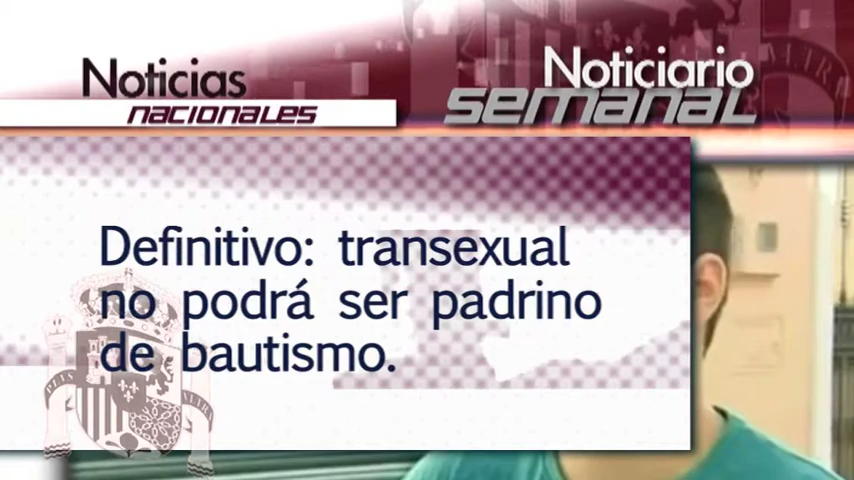 Noticias
nacionales
Noticiario
semanal
Definitivo: transexual
no podrá ser padrino
de bautismo.